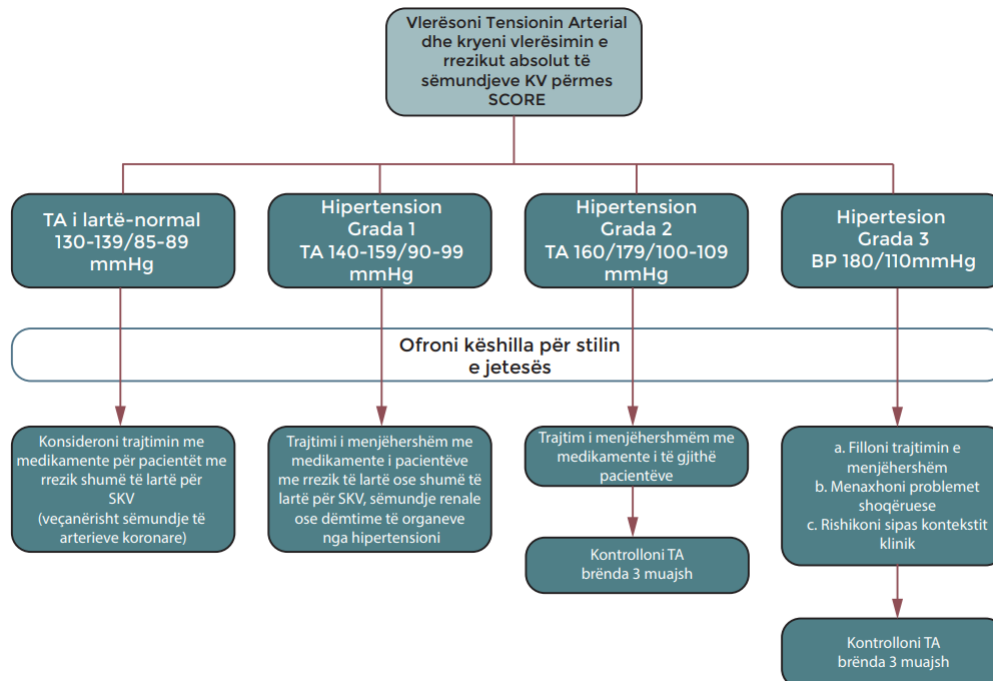 Vlerësoni Tensionin Arterial
dhe kryeni vlerësimin e
rrezikut absolut të
sëmundjeve KV përmes
SCORE
TA i lartë-normal
130-139/85-89
mmHg
Hipertension
Grada 1
TA 140-159/90-99
mmHg
Hipertension
Grada 2
TA 160/179/100-109
mmHg
Hipertesion
Grada 3
BP 180/110mmHg
Ofroni këshilla për stilin
e jetesës
Konsideroni trajtimin me
medikamente për pacientët me
rrezik shumë të lartë për
SKV
(veçanërisht sëmundje të
arterieve koronare)
Trajtimi i menjëhershëm me
medikamente i pacientëve
me rrezik të lartë ose shumë të
lartë për SKV, sëmundje renale
ose dëmtime të organeve
nga hipertensioni
Trajtim i menjëhershmëm me
medikamente i të gjithë
pacientëve
Kontrolloni TA
brënda 3 muajsh
a. Filloni trajtimin e
menjëhershëm
b. Menaxhoni problemet
shoqëruese
c. Rishikoni sipas kontekstit
klinik
Kontrolloni TA
brënda 3 muajsh